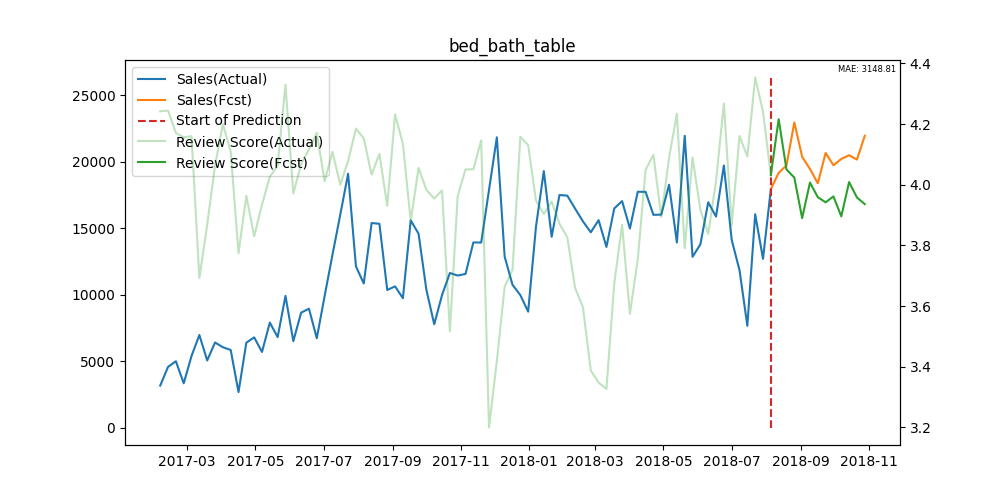 bed_bath_table
MAE: 3148.81
Sales(Actual)
Sales(Fcst)
Start of Prediction
Review Score(Actual)
Review Score(Fcst)
25000
20000
15000
10000
5000
0
4.4
4.2
4.0
3.8
3.6
3.4
3.2
2017-03 2017-05 2017-07 2017-09 2017-11 2018-01 2018-03 2018-05 2018-07 2018-09 2018-11